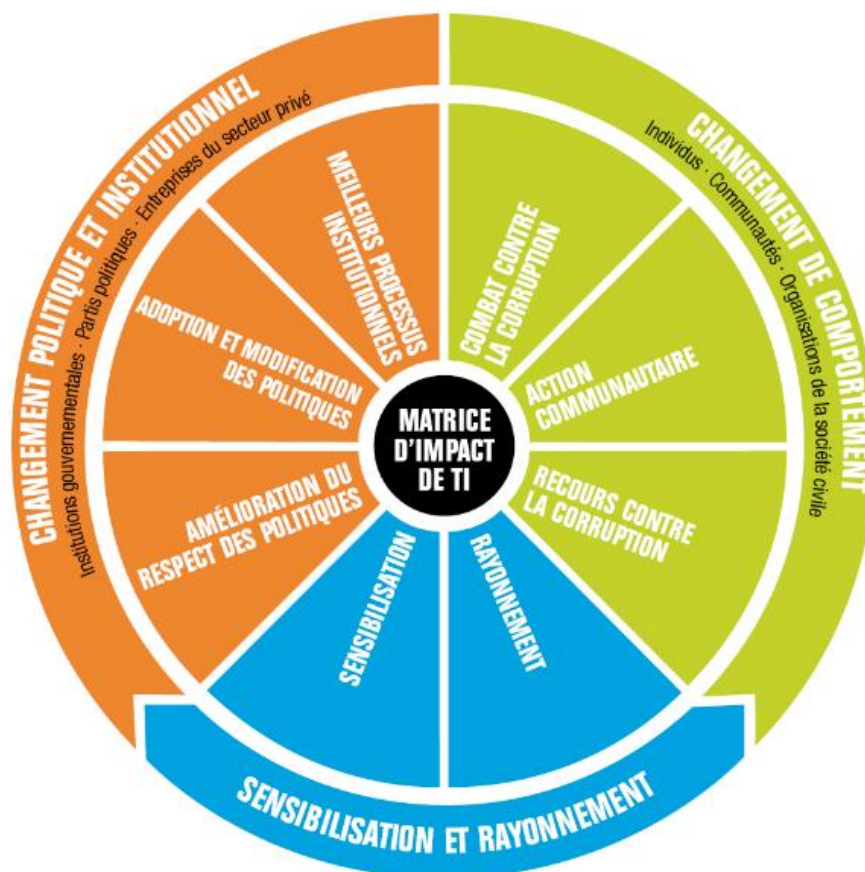 CHANGEMENT POLITIQUE ET INSTITUTIONNEL
Institutions gouvernementales · Partis politiques · Entreprises du secteur privé
CHANGEMENT DE COMPORTEMENT
Individus · Communautés · Organisations de la société civile
MEILLEURS PROCESSUS
INSTITUTIONNELS
COMBAT CONTRE
LA CORRUPTION
ADOPTION ET MODIFICATION
DES POLITIQUES
ACTION
COMMUNAUTAIRE
MATRICE
D'IMPACT
DE TI
AMÉLIORATION DU
RESPECT DES POLITIQUES
RECOURS CONTRE
LA CORRUPTION
SENSIBILISATION
RAYONNEMENT
SENSIBILISATION ET RAYONNEMENT